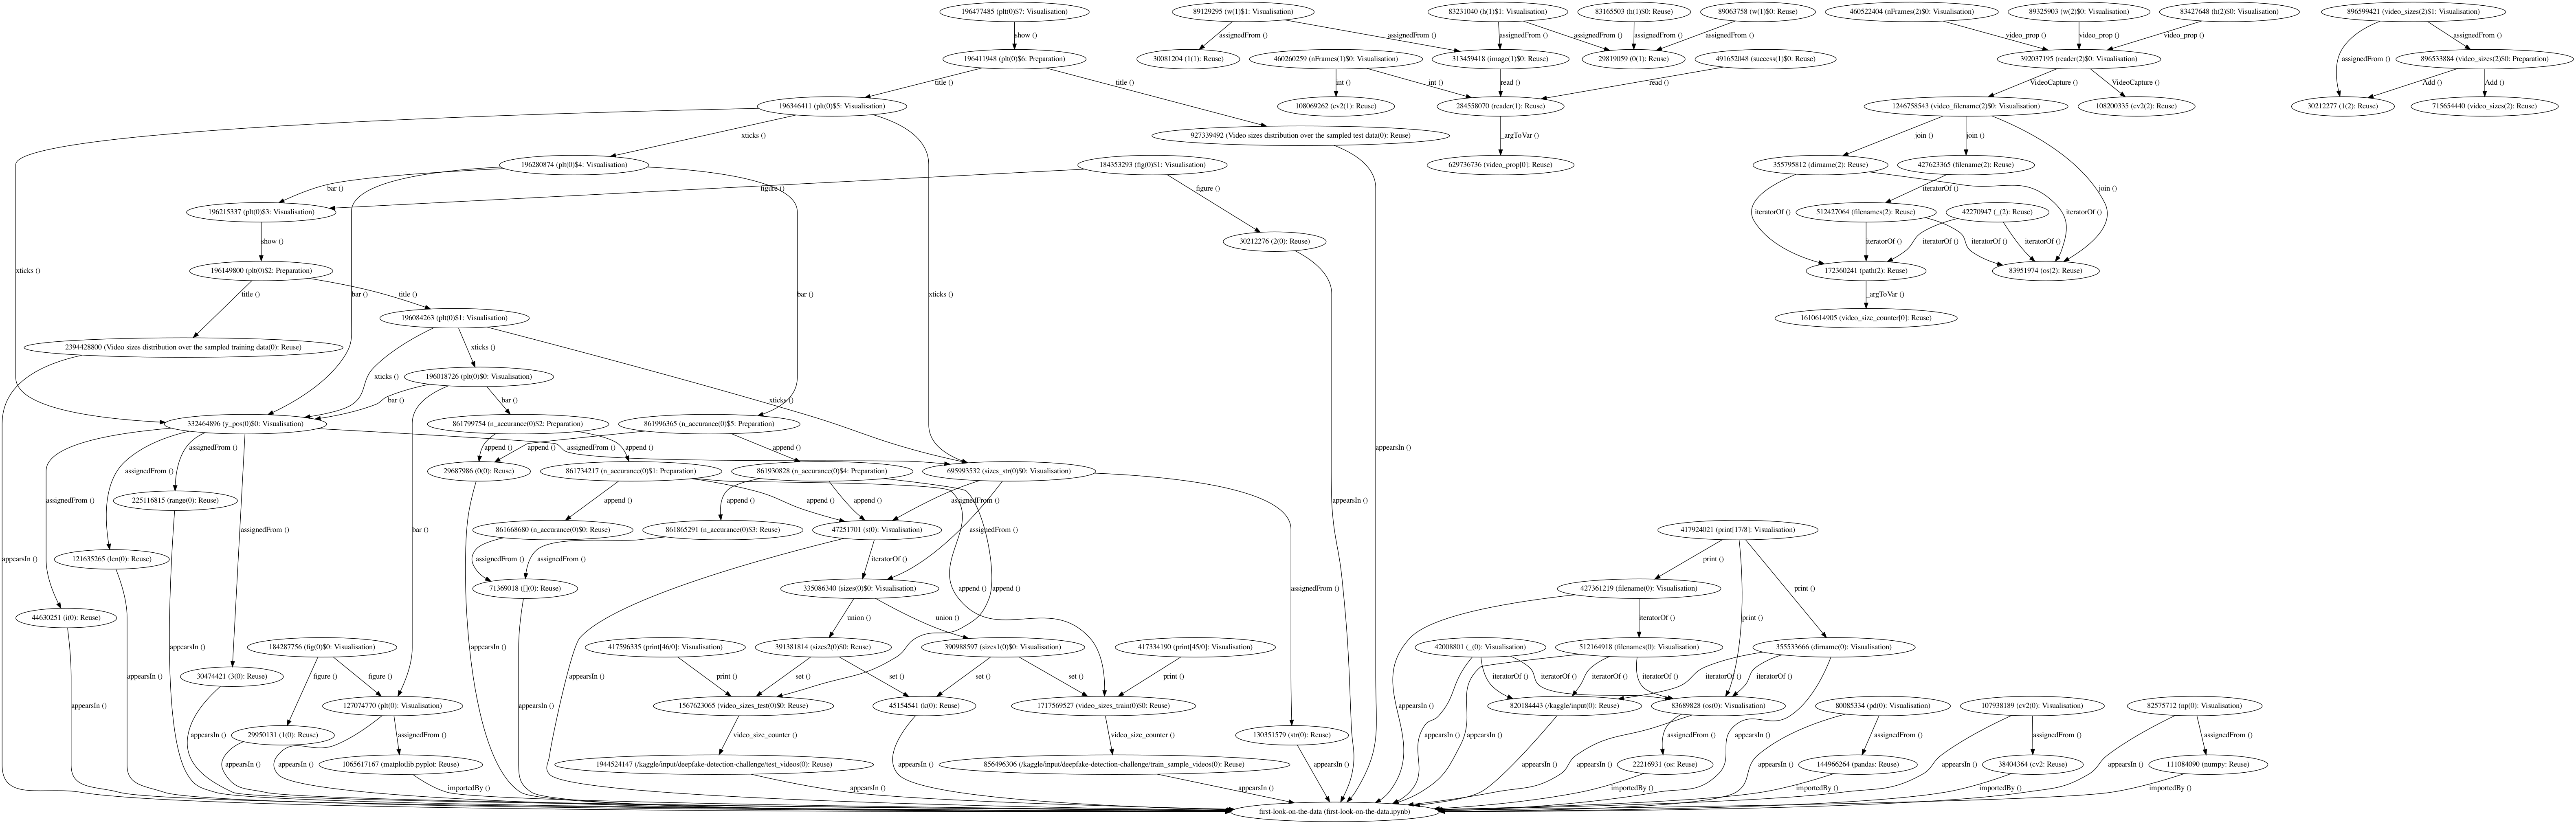 196477485 (plt(0)$7: Visualisation)
89129295 (w(1)$1: Visualisation)
83231040 (h(1)$1: Visualisation)
83165503 (h(1)$0: Reuse)
89063758 (w(1)$0: Reuse)
460522404 (nFrames(2)$0: Visualisation)
89325903 (w(2)$0: Visualisation)
83427648 (h(2)$0: Visualisation)
896599421 (video_sizes(2)$1: Visualisation)
show ()
assignedFrom ()
assignedFrom ()
assignedFrom ()
assignedFrom ()
assignedFrom ()
assignedFrom ()
video_prop ()
video_prop ()
video_prop ()
assignedFrom ()
196411948 (plt(0)$6: Preparation)
30081204 (1(1): Reuse)
460260259 (nFrames(1)$0: Visualisation)
313459418 (image(1)$0: Reuse)
29819059 (0(1): Reuse)
491652048 (success(1)$0: Reuse)
392037195 (reader(2)$0: Visualisation)
assignedFrom ()
896533884 (video_sizes(2)$0: Preparation)
title ()
title ()
int ()
int ()
read ()
read ()
VideoCapture ()
VideoCapture ()
Add ()
Add ()
196346411 (plt(0)$5: Visualisation)
108069262 (cv2(1): Reuse)
284558070 (reader(1): Reuse)
1246758543 (video_filename(2)$0: Visualisation)
108200335 (cv2(2): Reuse)
30212277 (1(2): Reuse)
715654440 (video_sizes(2): Reuse)
xticks ()
927339492 (Video sizes distribution over the sampled test data(0): Reuse)
_argToVar ()
join ()
join ()
196280874 (plt(0)$4: Visualisation)
184353293 (fig(0)$1: Visualisation)
629736736 (video_prop[0]: Reuse)
355795812 (dirname(2): Reuse)
427623365 (filename(2): Reuse)
bar ()
figure ()
figure ()
iteratorOf ()
join ()
196215337 (plt(0)$3: Visualisation)
iteratorOf ()
512427064 (filenames(2): Reuse)
42270947 (_(2): Reuse)
iteratorOf ()
show ()
30212276 (2(0): Reuse)
iteratorOf ()
iteratorOf ()
iteratorOf ()
iteratorOf ()
xticks ()
196149800 (plt(0)$2: Preparation)
172360241 (path(2): Reuse)
83951974 (os(2): Reuse)
title ()
title ()
bar ()
bar ()
xticks ()
_argToVar ()
196084263 (plt(0)$1: Visualisation)
1610614905 (video_size_counter[0]: Reuse)
2394428800 (Video sizes distribution over the sampled training data(0): Reuse)
xticks ()
xticks ()
196018726 (plt(0)$0: Visualisation)
bar ()
bar ()
xticks ()
332464896 (y_pos(0)$0: Visualisation)
861799754 (n_accurance(0)$2: Preparation)
861996365 (n_accurance(0)$5: Preparation)
assignedFrom ()
append ()
append ()
assignedFrom ()
append ()
append ()
appearsIn ()
assignedFrom ()
29687986 (0(0): Reuse)
861734217 (n_accurance(0)$1: Preparation)
861930828 (n_accurance(0)$4: Preparation)
695993532 (sizes_str(0)$0: Visualisation)
assignedFrom ()
225116815 (range(0): Reuse)
append ()
append ()
append ()
append ()
assignedFrom ()
appearsIn ()
assignedFrom ()
bar ()
861668680 (n_accurance(0)$0: Reuse)
861865291 (n_accurance(0)$3: Reuse)
47251701 (s(0): Visualisation)
assignedFrom ()
417924021 (print[17/8]: Visualisation)
appearsIn ()
121635265 (len(0): Reuse)
assignedFrom ()
assignedFrom ()
iteratorOf ()
print ()
71369018 ([](0): Reuse)
335086340 (sizes(0)$0: Visualisation)
append ()
append ()
assignedFrom ()
427361219 (filename(0): Visualisation)
print ()
44630251 (i(0): Reuse)
union ()
union ()
iteratorOf ()
print ()
appearsIn ()
184287756 (fig(0)$0: Visualisation)
appearsIn ()
417596335 (print[46/0]: Visualisation)
391381814 (sizes2(0)$0: Reuse)
390988597 (sizes1(0)$0: Visualisation)
417334190 (print[45/0]: Visualisation)
42008801 (_(0): Visualisation)
512164918 (filenames(0): Visualisation)
355533666 (dirname(0): Visualisation)
appearsIn ()
30474421 (3(0): Reuse)
figure ()
figure ()
appearsIn ()
print ()
set ()
set ()
set ()
set ()
print ()
iteratorOf ()
iteratorOf ()
iteratorOf ()
iteratorOf ()
iteratorOf ()
iteratorOf ()
appearsIn ()
127074770 (plt(0): Visualisation)
appearsIn ()
1567623065 (video_sizes_test(0)$0: Reuse)
45154541 (k(0): Reuse)
1717569527 (video_sizes_train(0)$0: Reuse)
appearsIn ()
820184443 (/kaggle/input(0): Reuse)
83689828 (os(0): Visualisation)
80085334 (pd(0): Visualisation)
107938189 (cv2(0): Visualisation)
82575712 (np(0): Visualisation)
appearsIn ()
29950131 (1(0): Reuse)
assignedFrom ()
video_size_counter ()
video_size_counter ()
130351579 (str(0): Reuse)
appearsIn ()
appearsIn ()
assignedFrom ()
appearsIn ()
assignedFrom ()
assignedFrom ()
assignedFrom ()
appearsIn ()
appearsIn ()
1065617167 (matplotlib.pyplot: Reuse)
1944524147 (/kaggle/input/deepfake-detection-challenge/test_videos(0): Reuse)
appearsIn ()
856496306 (/kaggle/input/deepfake-detection-challenge/train_sample_videos(0): Reuse)
appearsIn ()
appearsIn ()
appearsIn ()
22216931 (os: Reuse)
appearsIn ()
144966264 (pandas: Reuse)
appearsIn ()
38404364 (cv2: Reuse)
appearsIn ()
111084090 (numpy: Reuse)
importedBy ()
appearsIn ()
appearsIn ()
importedBy ()
importedBy ()
importedBy ()
importedBy ()
first-look-on-the-data (first-look-on-the-data.ipynb)